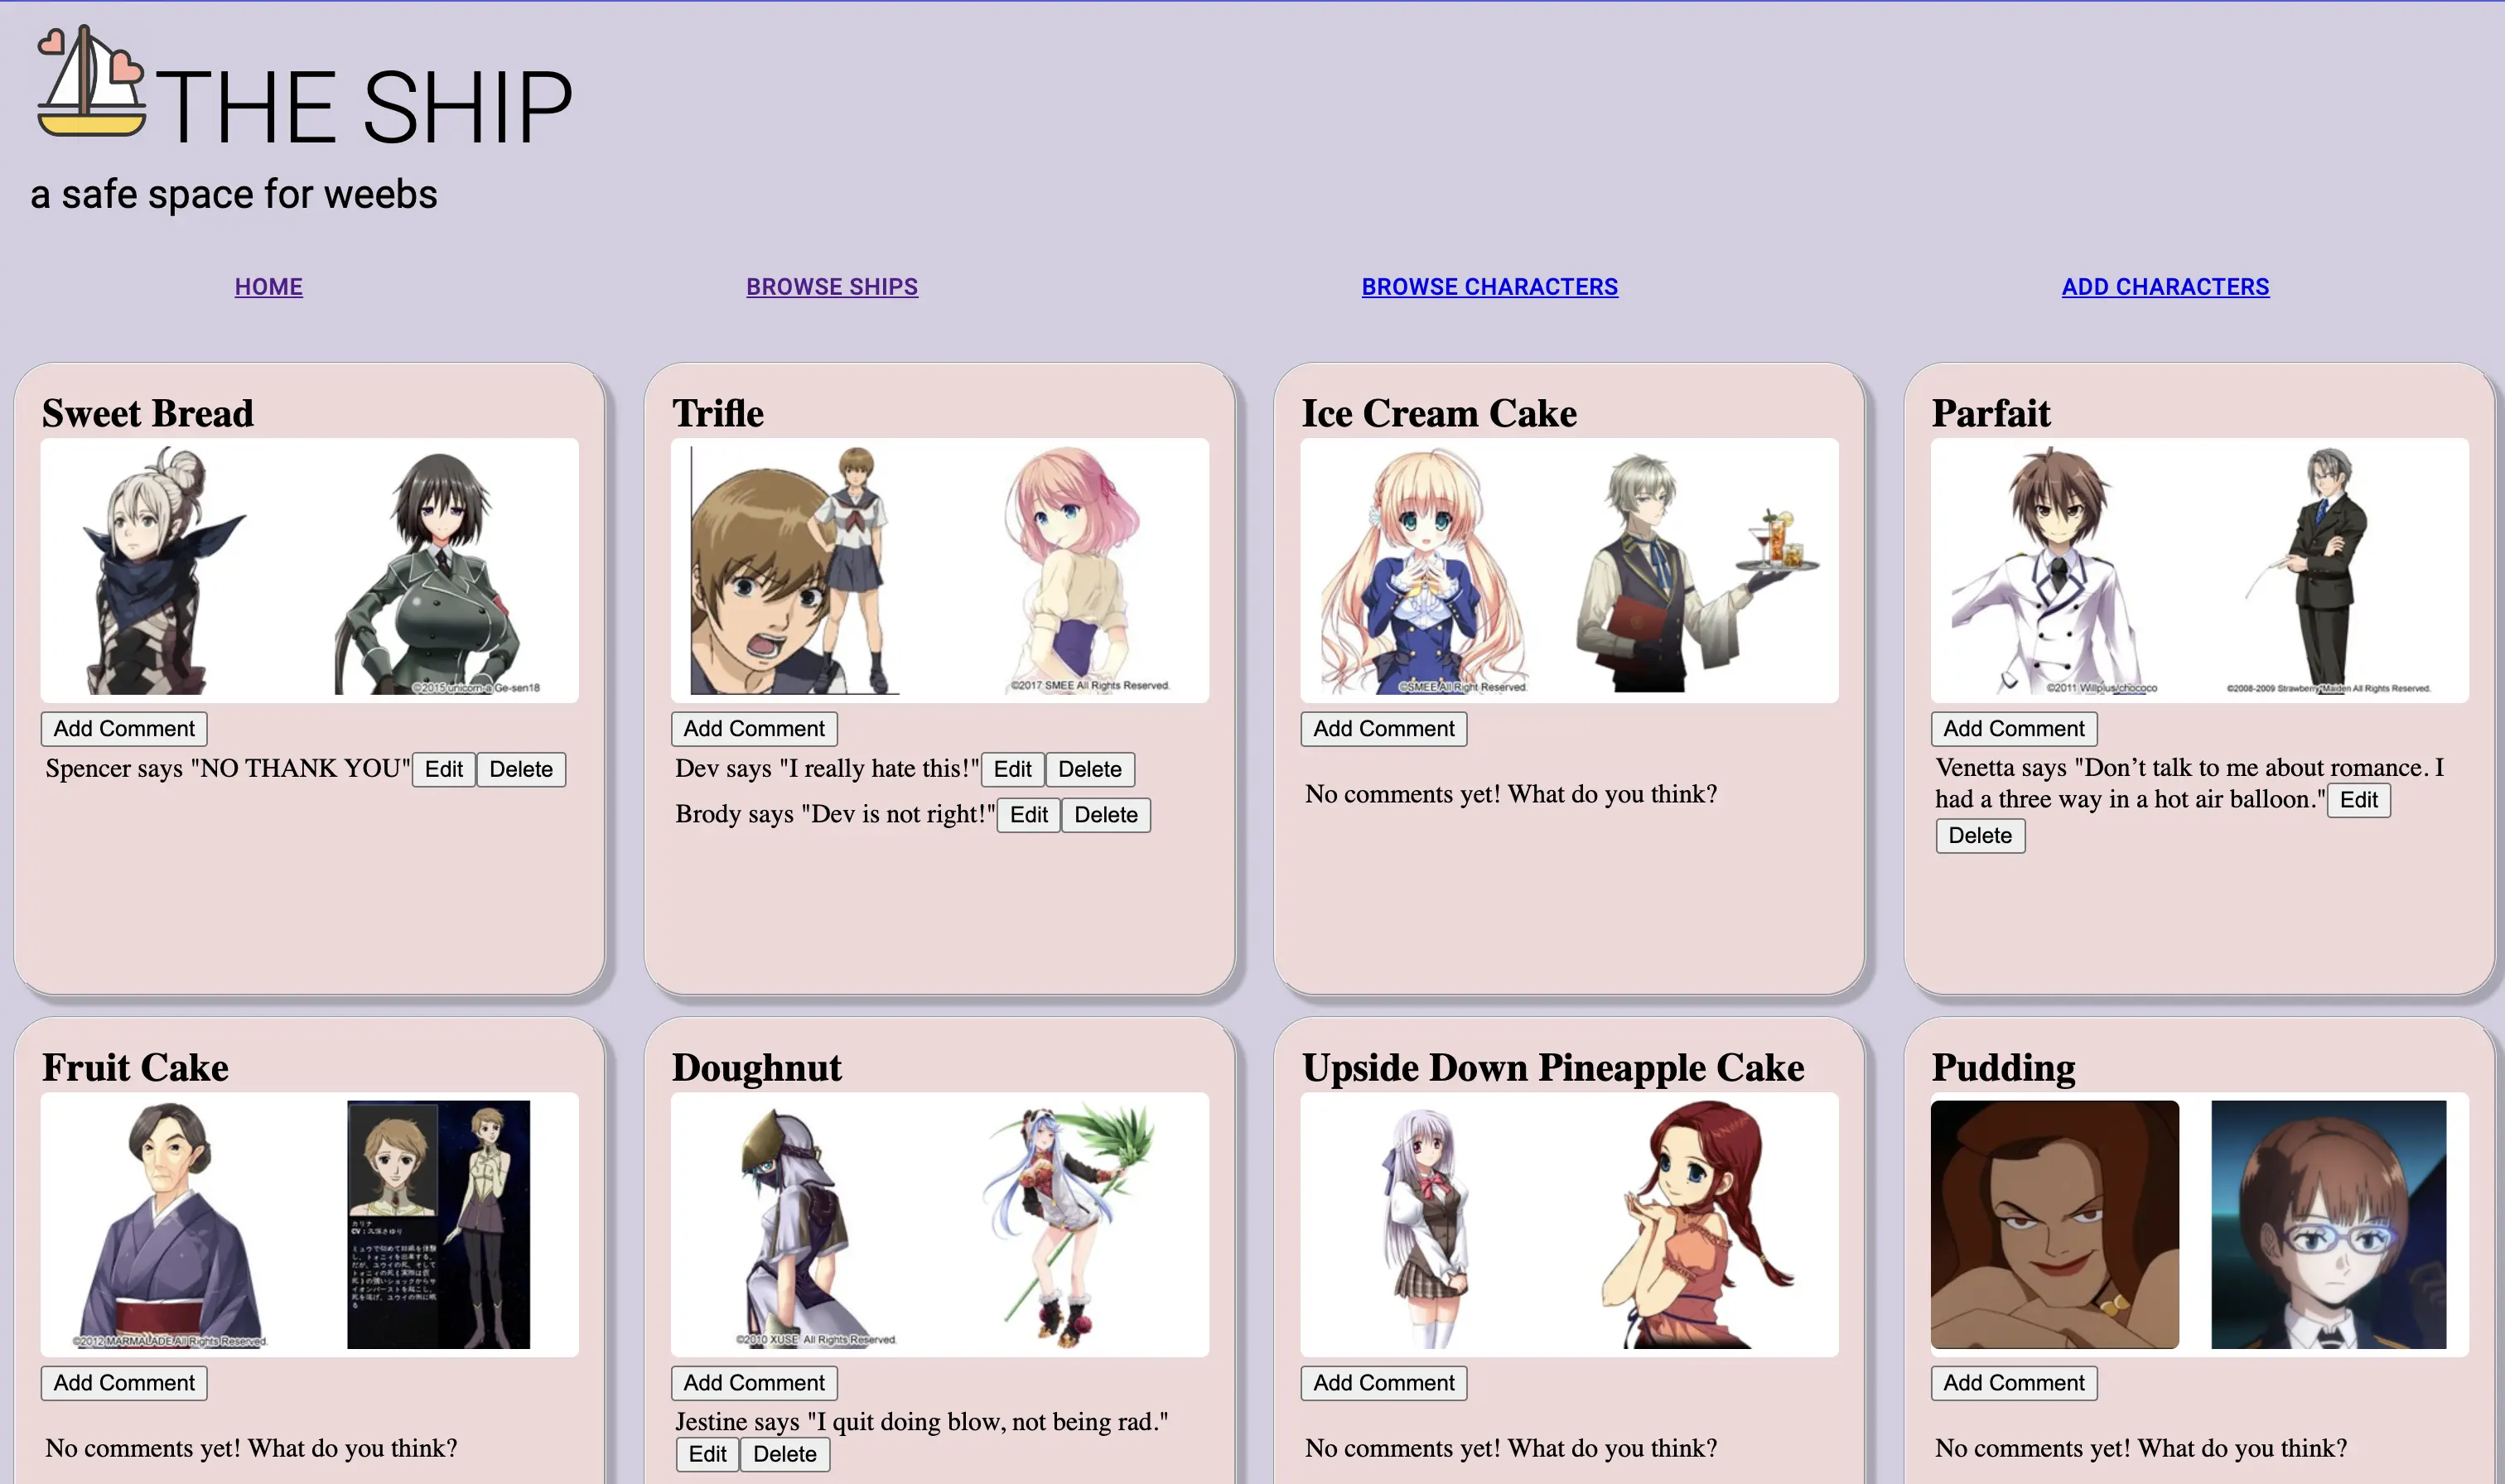 THE SHIP
a safe space for weebs
HOME
BROWSE SHIPS
BROWSE CHARACTERS
ADD CHARACTERS
Sweet Bread
©2015 unicorn-a Ge-sen18
Add Comment
Spencer says "NO THANK YOU" Edit Delete
Trifle
©2017 SMEE All Rights Reserved.
Add Comment
Dev says "I really hate this!" Edit Delete
Brody says "Dev is not right!" Edit Delete
Ice Cream Cake
©SMEE All Right Reserved.
Add Comment
No comments yet! What do you think?
Parfait
©2011 Willplus/chococo
©2008-2009 Strawberry Maiden All Rights Reserved.
Add Comment
Venetta says "Don’t talk to me about romance. I
had a three way in a hot air balloon." Edit
Delete
Fruit Cake
©2012 MARMALADE All Rights Reserved.
カリナ
Add Comment
No comments yet! What do you think?
Doughnut
©2010 XUSE All Rights Reserved.
Add Comment
Jestine says "I quit doing blow, not being rad."
Edit Delete
Upside Down Pineapple Cake
Add Comment
No comments yet! What do you think?
Pudding
Add Comment
No comments yet! What do you think?